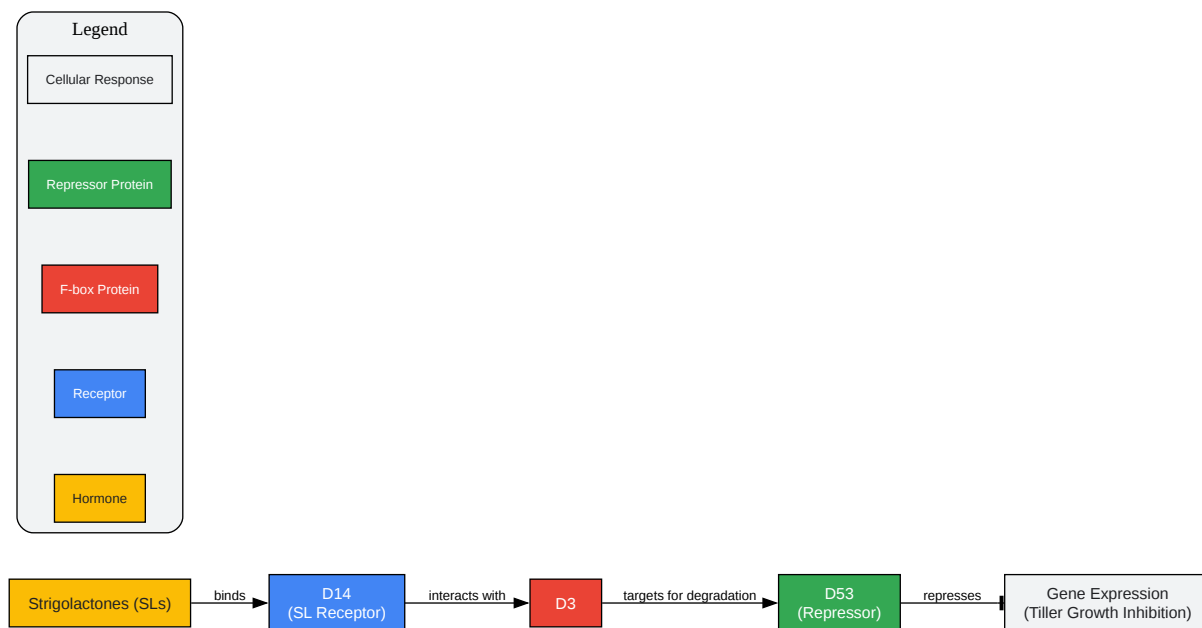 Legend
Cellular Response
Repressor Protein
F-box Protein
Receptor
Hormone
Strigolactones (SLs)
binds
D14
(SL Receptor)
interacts with
D3
targets for degradation
D53
(Repressor)
represses
Gene Expression
(Tiller Growth Inhibition)